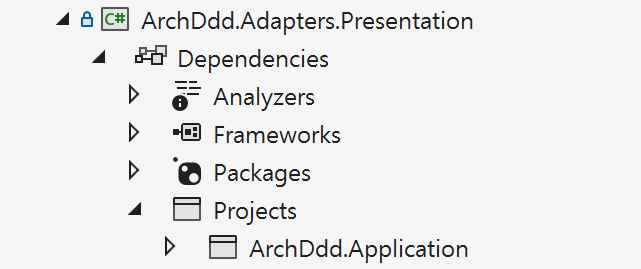 C# ArchDdd.Adapters.Presentation
Dependencies
Analyzers
Frameworks
Packages
Projects
ArchDdd.Application